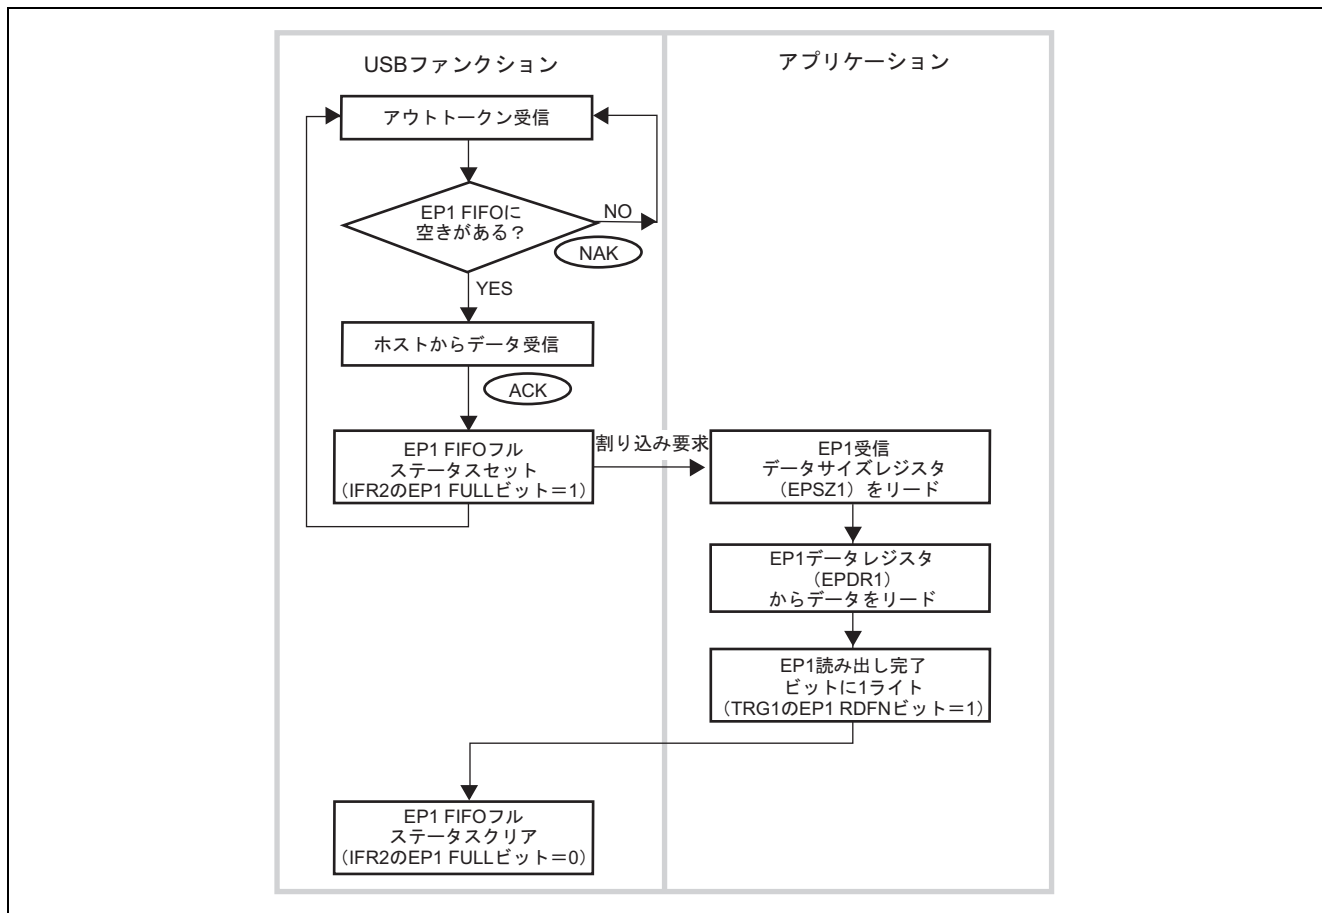 USBファンクション
アプリケーション
アウトトークン受信
EP1 FIFOに
空きがある?
NO
NAK
YES
ホストからデータ受信
ACK
EP1 FIFOフル
ステータスセット
(IFR2のEP1 FULLビット=1)
割り込み要求
EP1受信
データサイズレジスタ
(EPSZ1)をリード
EP1データレジスタ
(EPDR1)
からデータをリード
EP1読み出し完了
ビットに1ライト
(TRG1のEP1 RDFNビット=1)
EP1 FIFOフル
ステータスクリア
(IFR2のEP1 FULLビット=0)